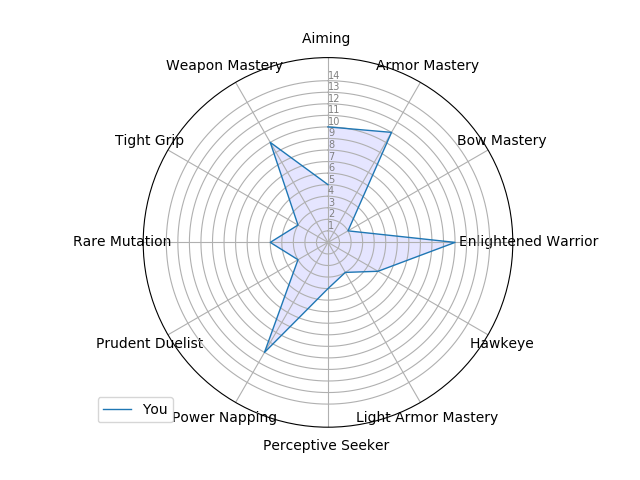 Aiming
Weapon Mastery
Armor Mastery
14
13
12
11
10
9
8
7
6
5
4
3
2
1
Tight Grip
Bow Mastery
Rare Mutation
Enlightened Warrior
Prudent Duelist
Hawkeye
You
Power Napping
Light Armor Mastery
Perceptive Seeker